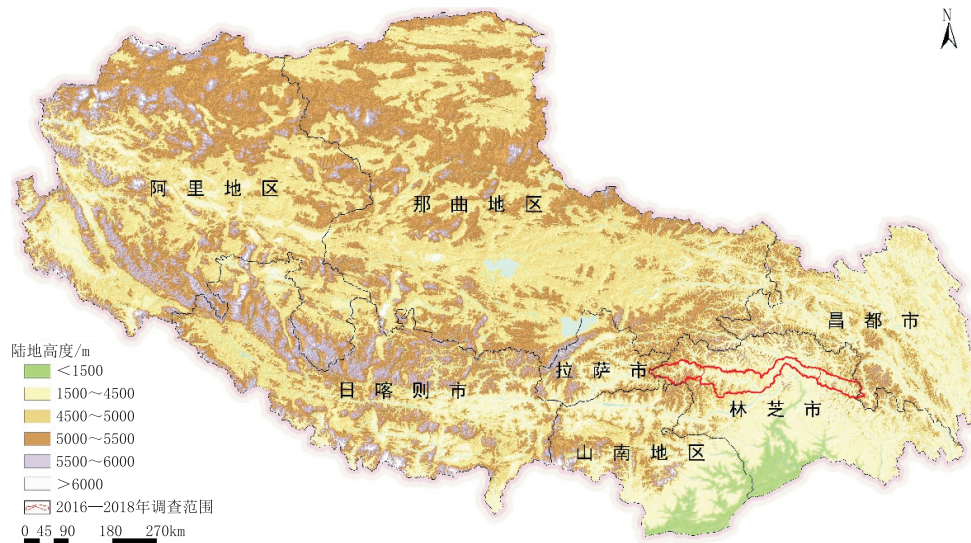 N
阿里地区
那曲地区
昌都市
拉萨市
日喀则市
林芝市
山南地区
陆地高度/m
<1500
1500～4500
4500～5000
5000～5500
5500～6000
>6000
2016—2018年调查范围
0 45 90 180 270km